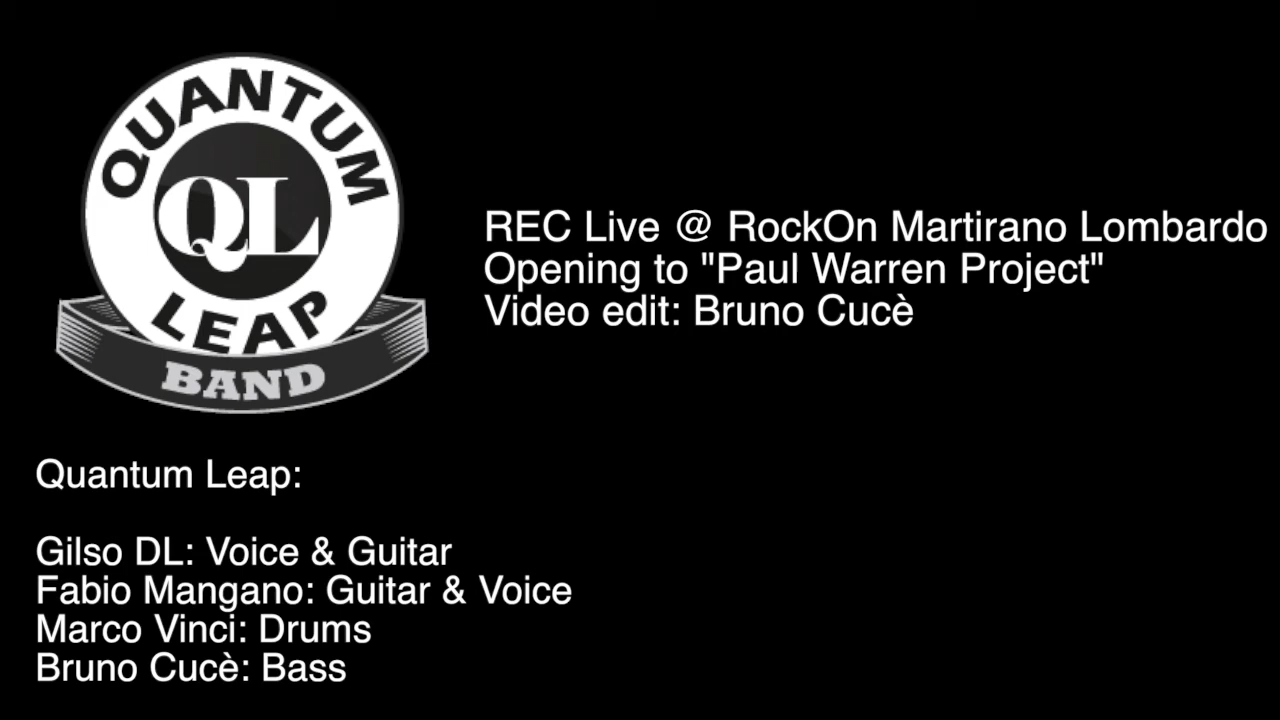 QUANTUM
QL
LEAP
BAND
REC Live @ RockOn Martirano Lombardo
Opening to "Paul Warren Project"
Video edit: Bruno Cucè
Quantum Leap:
Gilso DL: Voice & Guitar
Fabio Mangano: Guitar & Voice
Marco Vinci: Drums
Bruno Cucè: Bass